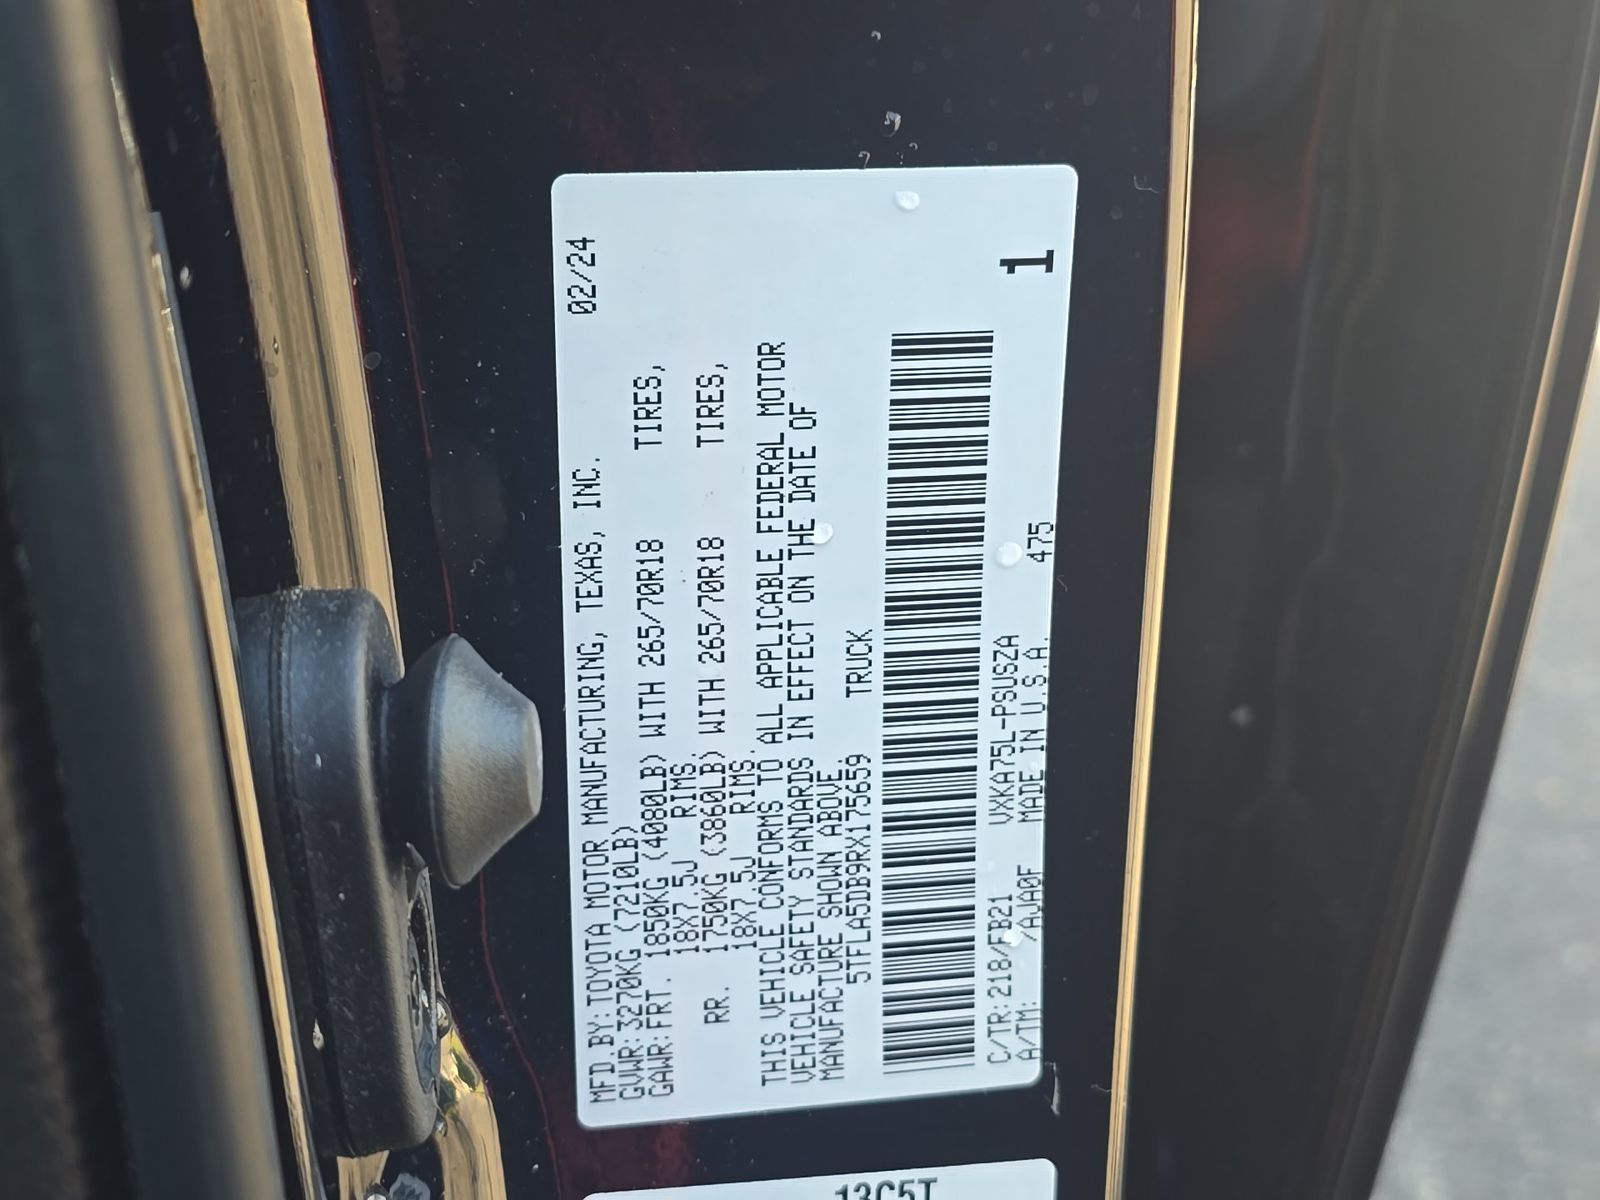 MFD.BY:TOYOTA MOTOR MANUFACTURING, TEXAS, INC. 02/24
GVWR:3270KG (7210LB)
GAWR:FRT. 1850KG (4080LB) WITH 265/70R18 TIRES,
18X7.5J RIMS,
RR. 1750KG (3860LB) WITH 265/70R18 TIRES,
18X7.5J RIMS.
THIS VEHICLE CONFORMS TO ALL APPLICABLE FEDERAL MOTOR
VEHICLE SAFETY STANDARDS IN EFFECT ON THE DATE OF
MANUFACTURE SHOWN ABOVE.
5TFLA5DB9RX175659 TRUCK
1
C/TR:218/EB21 VXKA75L-PSUSZA
A/TM: /AJA0F MADE IN U.S.A. 475
13C5T